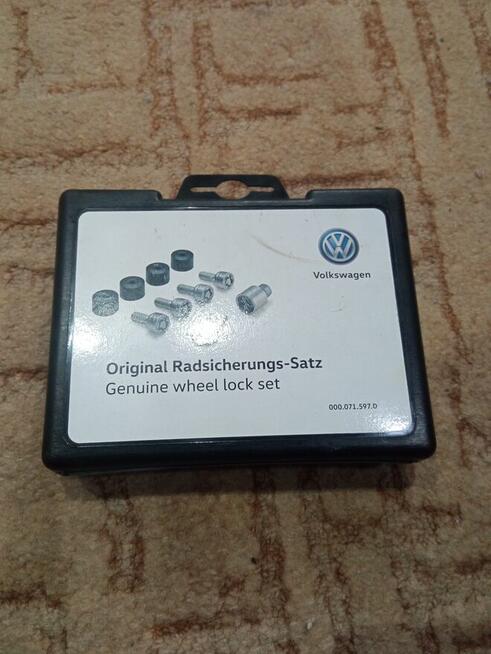 Volkswagen
Original Radsicherungs-Satz
Genuine wheel lock set
000.071.597.D